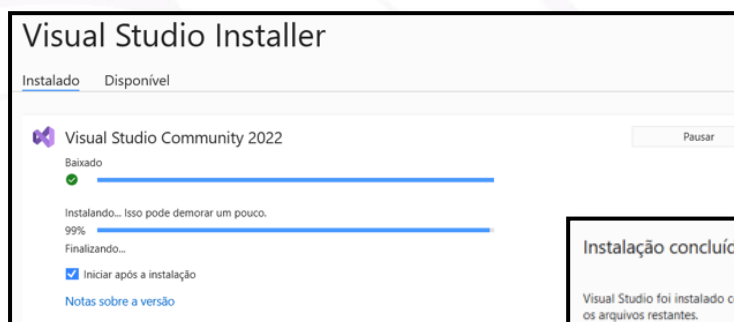 Visual Studio Installer
Instalado Disponível
Visual Studio Community 2022
Pausar
Baixado
Instalando... Isso pode demorar um pouco.
99%
Finalizando...
Iniciar após a instalação
Notas sobre a versão
Instalação
Visual Studio foi instalado
os arquivos restantes.